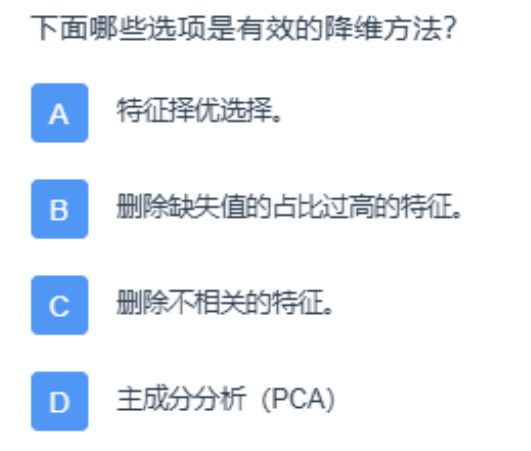 下面哪些选项是有效的降维方法?
A 特征择优选择。
B 删除缺失值的占比过高的特征。
C 删除不相关的特征。
D 主成分分析（PCA）